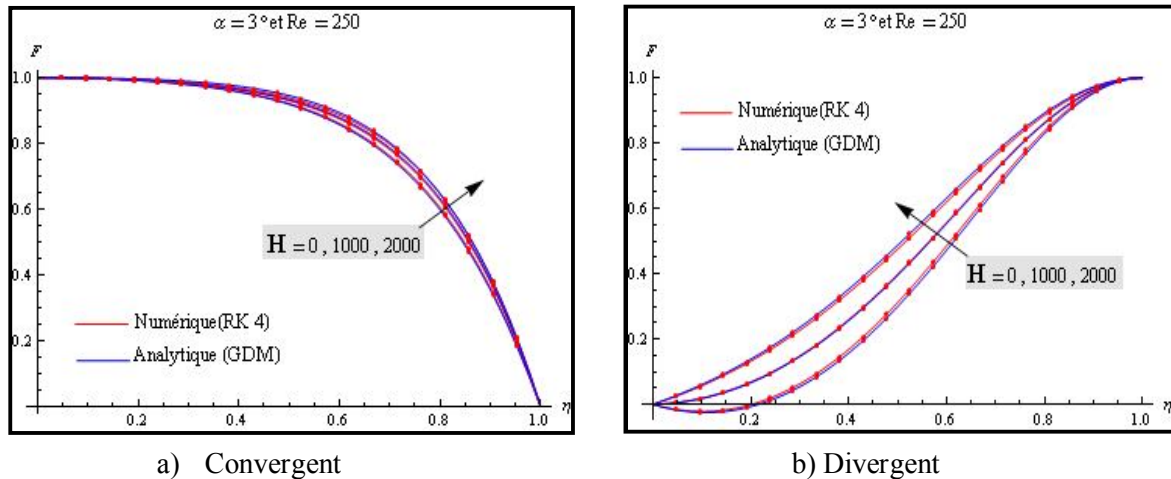 α = 3° et Re = 250
F
1.0
0.8
0.6
0.4
0.2
0.2 0.4 0.6 0.8 1.0 η
H = 0 , 1000 , 2000
Numérique(RK 4)
Analytique (GDM)
a) Convergent
α = 3° et Re = 250
F
1.0
0.8
0.6
0.4
0.2
0.2 0.4 0.6 0.8 1.0 η
Numérique(RK 4)
Analytique (GDM)
H = 0 , 1000 , 2000
b) Divergent